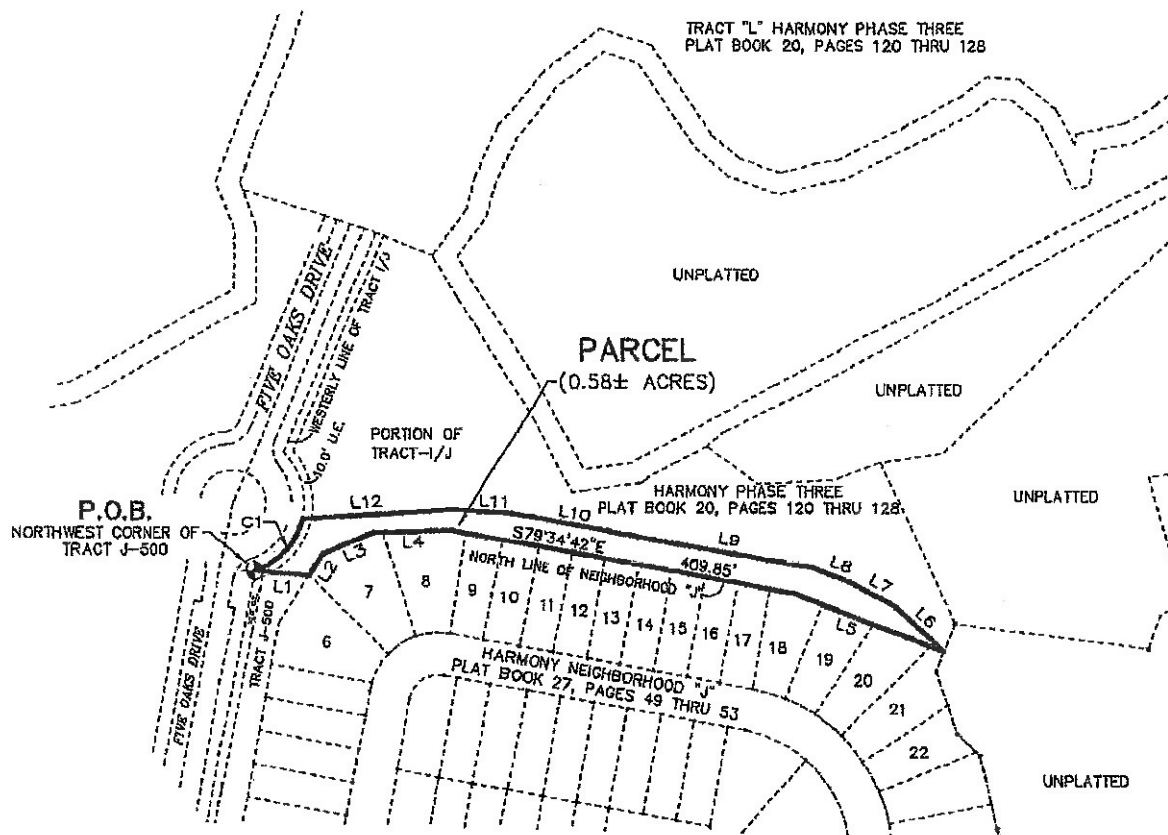 TRACT "L" HARMONY PHASE THREE
PLAT BOOK 20, PAGES 120 THRU 128
UNPLATTED
FIVE OAKS DRIVE
WESTERLY LINE OF TRACT I/J
10.0' U.E.
PARCEL
(0.58± ACRES)
UNPLATTED
PORTION OF
TRACT-I/J
HARMONY PHASE THREE
PLAT BOOK 20, PAGES 120 THRU 128
UNPLATTED
P.O.B.
NORTHWEST CORNER OF
TRACT J-500
C1
L12
L11
L10
L9
L8
L7
L6
L1
L2
L3
L4
S79°34'42"E
409.85'
L5
NORTH LINE OF NEIGHBORHOOD "J"
6
7
8
9
10
11
12
13
14
15
16
17
18
19
20
21
22
HARMONY NEIGHBORHOOD "J"
PLAT BOOK 27, PAGES 49 THRU 53
FIVE OAKS DRIVE
TRACT J-500
UNPLATTED